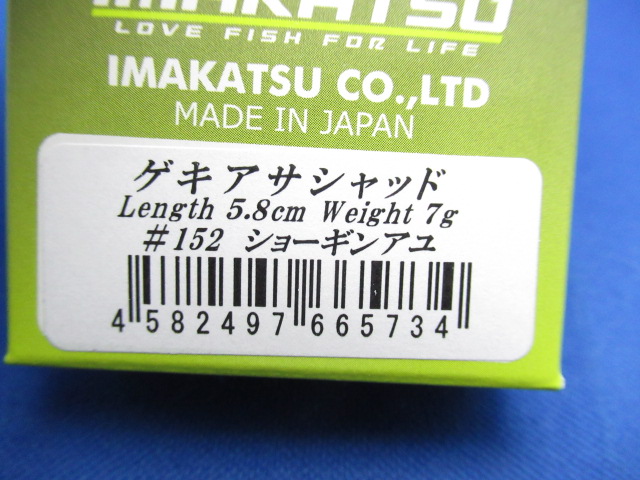 IMAKATSU
LOVE FISH FOR LIFE
IMAKATSU CO.,LTD
MADE IN JAPAN
ゲキアサシャッド
Length 5.8cm Weight 7g
#152 ショーギンアユ
4 582497 665734